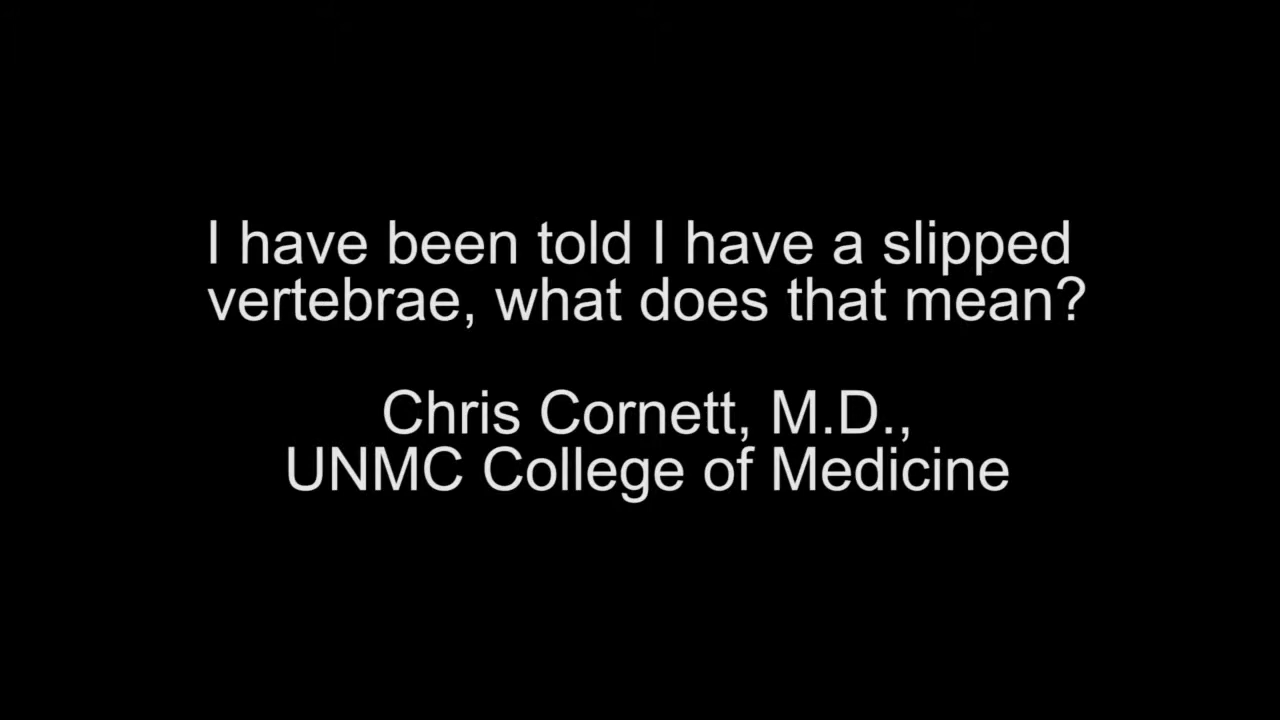 I have been told I have a slipped
vertebrae, what does that mean?
Chris Cornett, M.D.,
UNMC College of Medicine